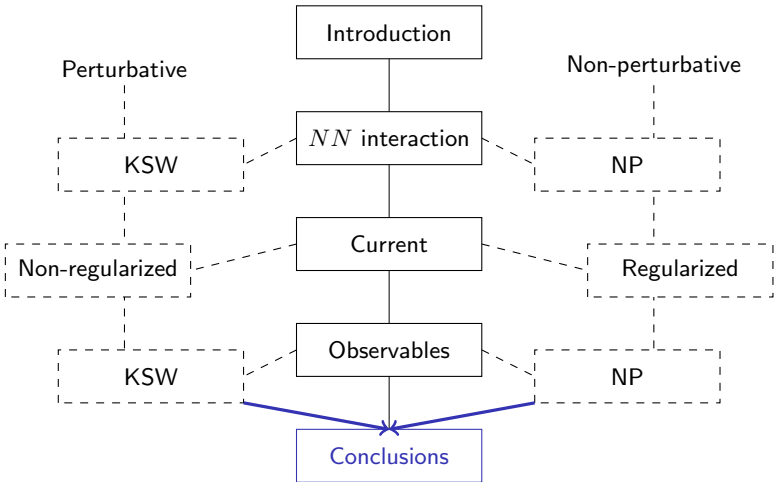 Introduction
Perturbative
Non-perturbative
NN interaction
KSW
NP
Current
Non-regularized
Regularized
Observables
KSW
NP
Conclusions